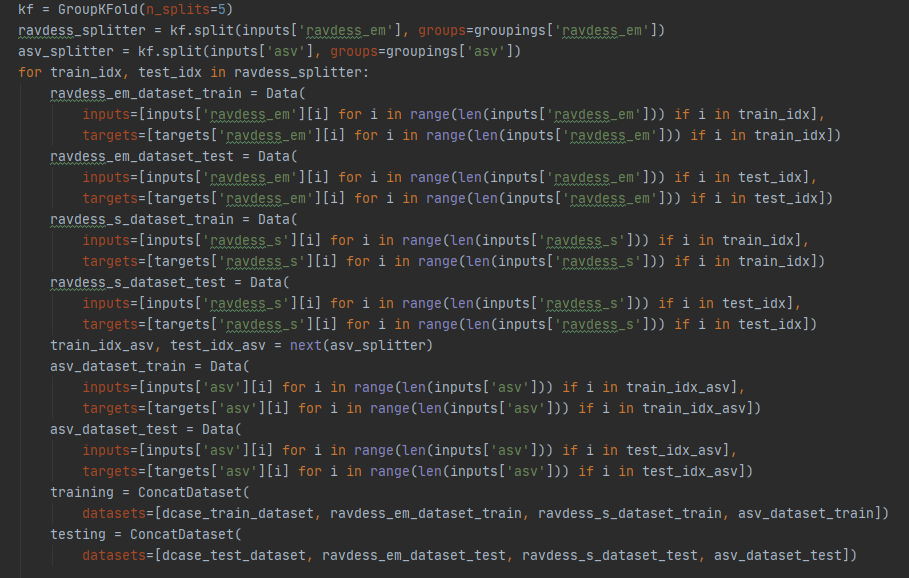 kf = GroupKFold(n_splits=5)
ravdess_splitter = kf.split(inputs['ravdess_em'], groups=groupings['ravdess_em'])
asv_splitter = kf.split(inputs['asv'], groups=groupings['asv'])
for train_idx, test_idx in ravdess_splitter:
    ravdess_em_dataset_train = Data(
        inputs=[inputs['ravdess_em'][i] for i in range(len(inputs['ravdess_em'])) if i in train_idx],
        targets=[targets['ravdess_em'][i] for i in range(len(inputs['ravdess_em'])) if i in train_idx])
    ravdess_em_dataset_test = Data(
        inputs=[inputs['ravdess_em'][i] for i in range(len(inputs['ravdess_em'])) if i in test_idx],
        targets=[targets['ravdess_em'][i] for i in range(len(inputs['ravdess_em'])) if i in test_idx])
    ravdess_s_dataset_train = Data(
        inputs=[inputs['ravdess_s'][i] for i in range(len(inputs['ravdess_s'])) if i in train_idx],
        targets=[targets['ravdess_s'][i] for i in range(len(inputs['ravdess_s'])) if i in train_idx])
    ravdess_s_dataset_test = Data(
        inputs=[inputs['ravdess_s'][i] for i in range(len(inputs['ravdess_s'])) if i in test_idx],
        targets=[targets['ravdess_s'][i] for i in range(len(inputs['ravdess_s'])) if i in test_idx])
    train_idx_asv, test_idx_asv = next(asv_splitter)
    asv_dataset_train = Data(
        inputs=[inputs['asv'][i] for i in range(len(inputs['asv'])) if i in train_idx_asv],
        targets=[targets['asv'][i] for i in range(len(inputs['asv'])) if i in train_idx_asv])
    asv_dataset_test = Data(
        inputs=[inputs['asv'][i] for i in range(len(inputs['asv'])) if i in test_idx_asv],
        targets=[targets['asv'][i] for i in range(len(inputs['asv'])) if i in test_idx_asv])
    training = ConcatDataset(
        datasets=[dcase_train_dataset, ravdess_em_dataset_train, ravdess_s_dataset_train, asv_dataset_train])
    testing = ConcatDataset(
        datasets=[dcase_test_dataset, ravdess_em_dataset_test, ravdess_s_dataset_test, asv_dataset_test])